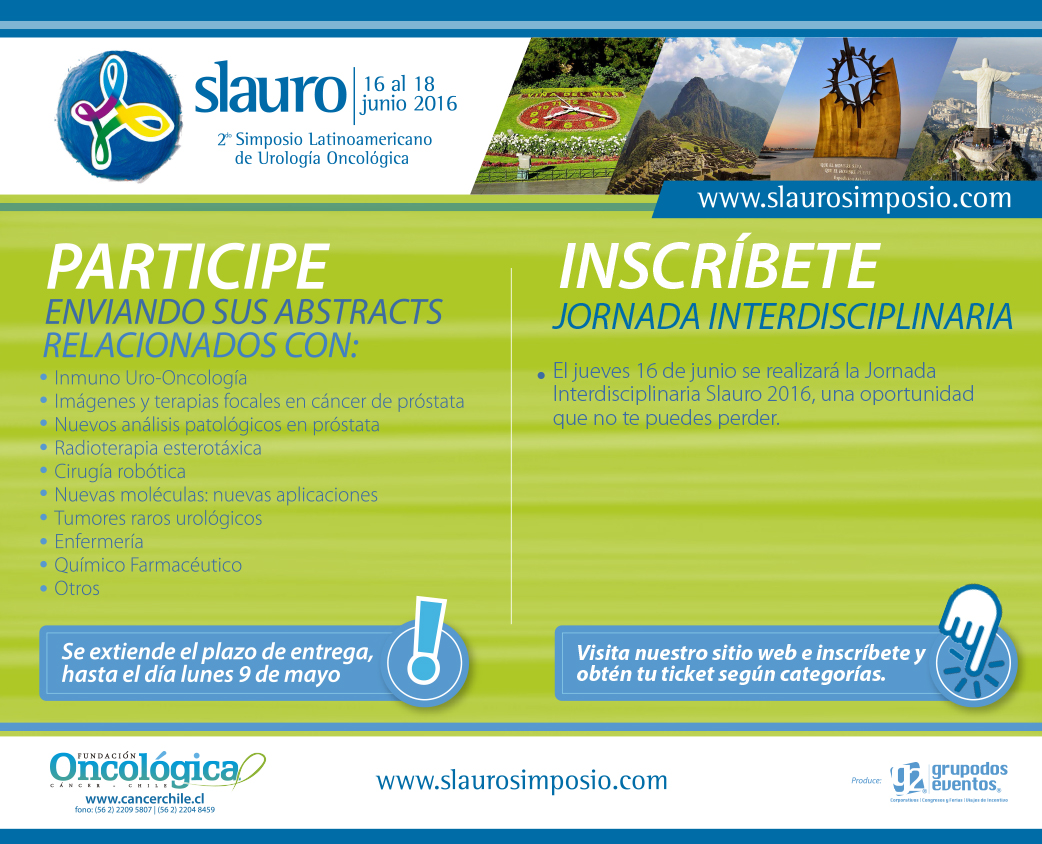 slauro
16 al 18
junio 2016
2do Simposio Latinoamericano
de Urología Oncológica
VIÑA DEL MAR
www.slaurosimposio.com
PARTICIPE
ENVIANDO SUS ABSTRACTS
RELACIONADOS CON:
• Inmuno Uro-Oncología
• Imágenes y terapias focales en cáncer de próstata
• Nuevos análisis patológicos en próstata
• Radioterapia esterotáxica
• Cirugía robótica
• Nuevas moléculas: nuevas aplicaciones
• Tumores raros urológicos
• Enfermería
• Químico Farmacéutico
• Otros
Se extiende el plazo de entrega,
hasta el día lunes 9 de mayo
INSCRÍBETE
JORNADA INTERDISCIPLINARIA
• El jueves 16 de junio se realizará la Jornada
Interdisciplinaria Slauro 2016, una oportunidad
que no te puedes perder.
Visita nuestro sitio web e inscríbete y
obtén tu ticket según categorías.
FUNDACIÓN
Oncológica
CÁNCER - CHILE
www.cancerchile.cl
fono: (56 2) 2209 5807 | (56 2) 2204 8459
www.slaurosimposio.com
Produce:
g2
grupodos
eventos®
Corporativos | Congresos y Ferias | Viajes de Incentivo